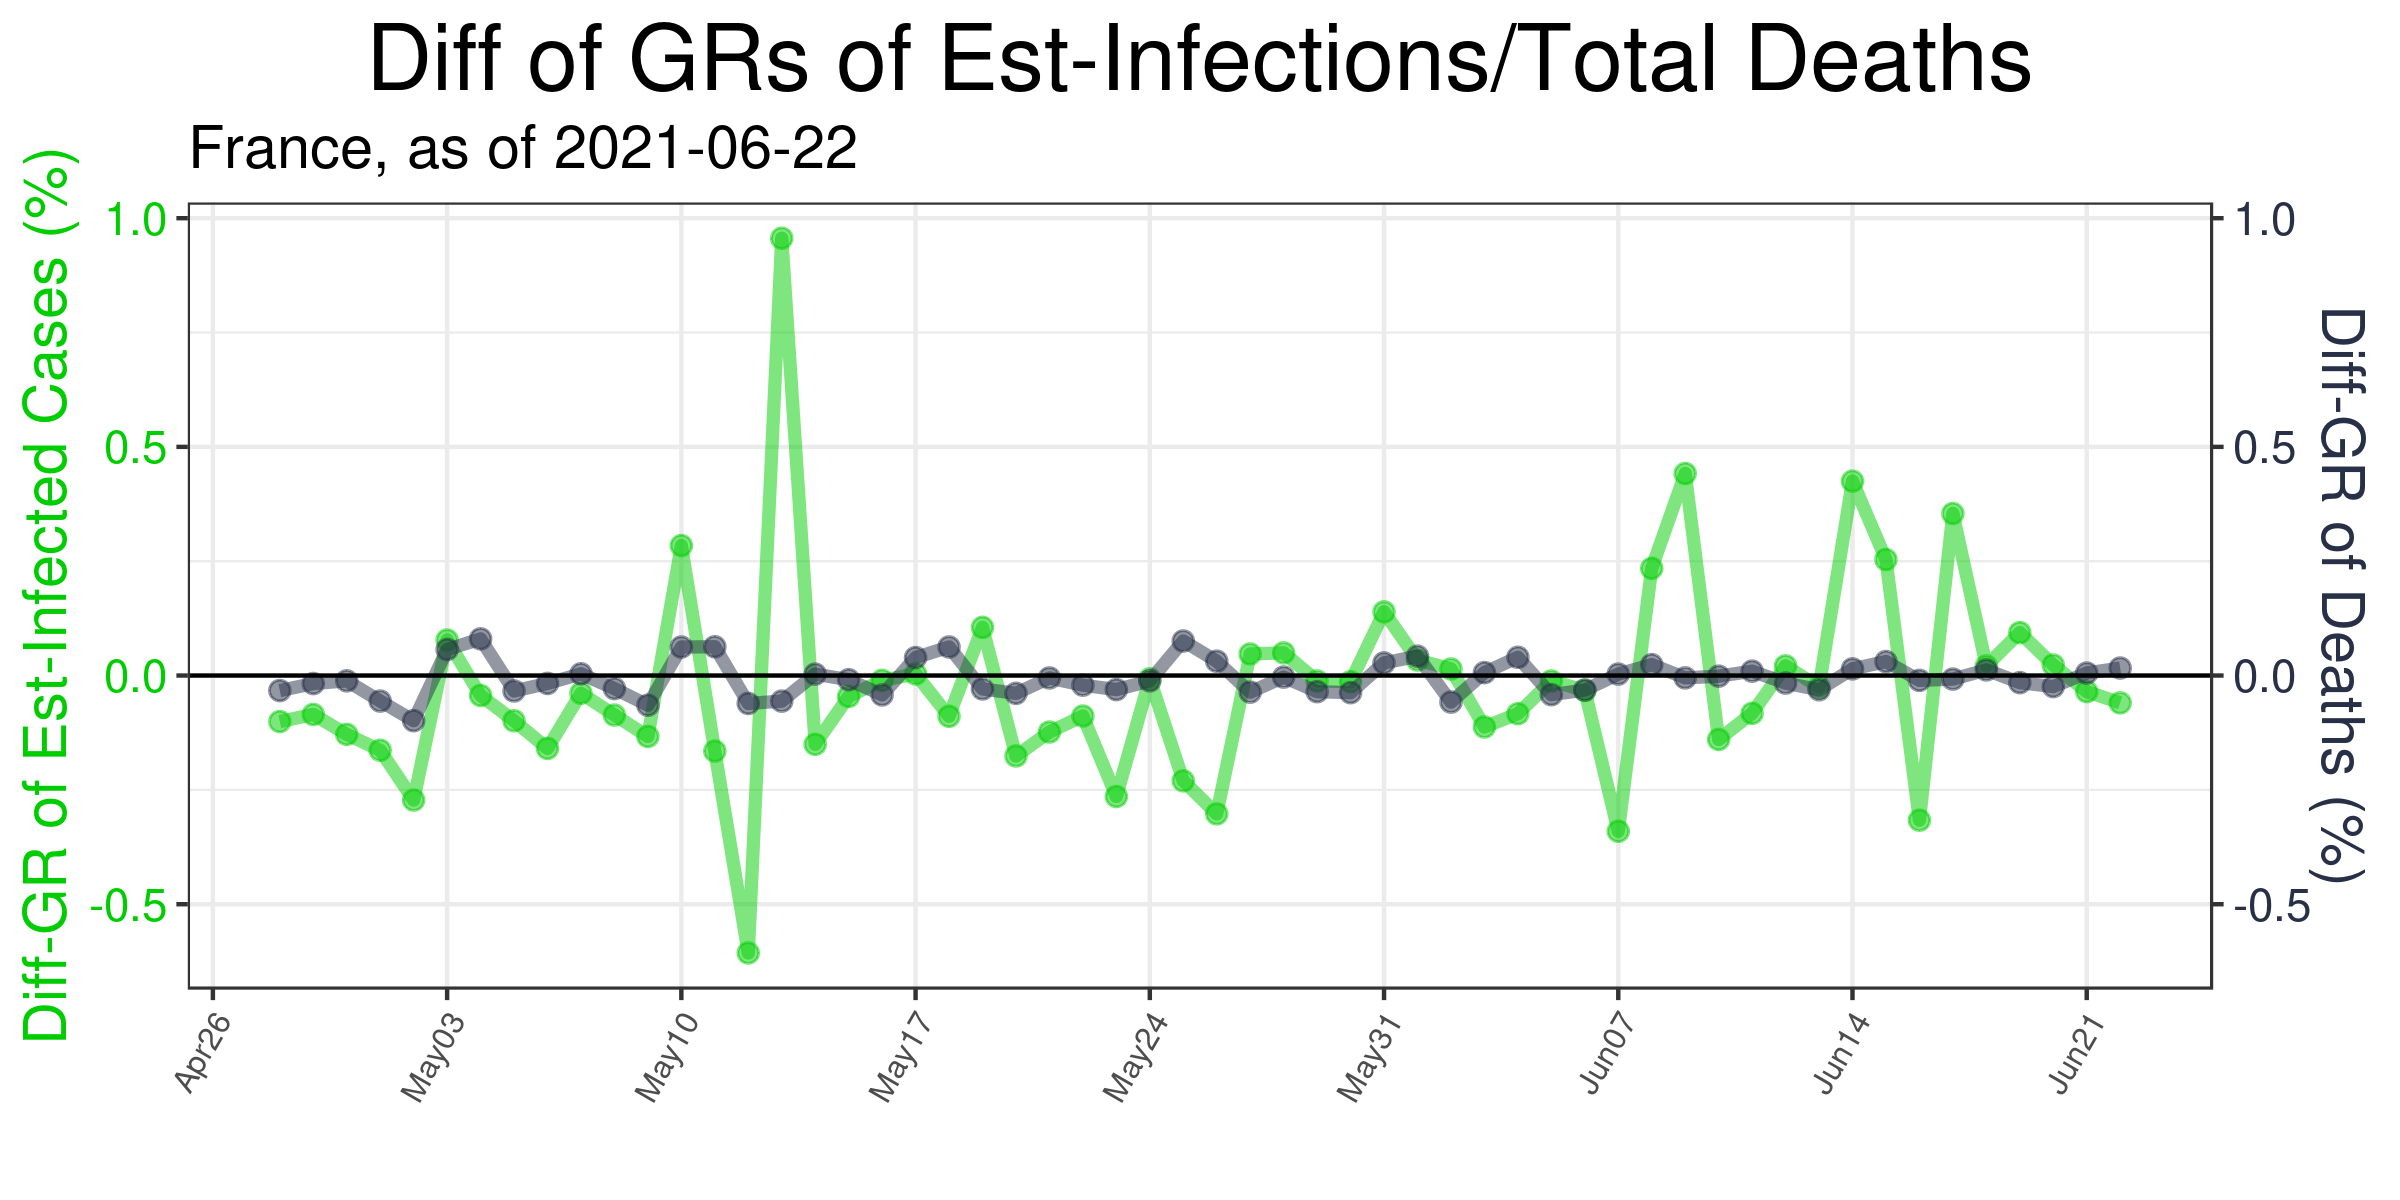 Diff of GRs of Est-Infections/Total Deaths
France, as of 2021-06-22
Diff-GR of Est-Infected Cases (%)
1.0
0.5
0.0
-0.5
1.0
0.5
0.0
-0.5
Diff-GR of Deaths (%)
Apr26
May03
May10
May17
May24
May31
Jun07
Jun14
Jun21